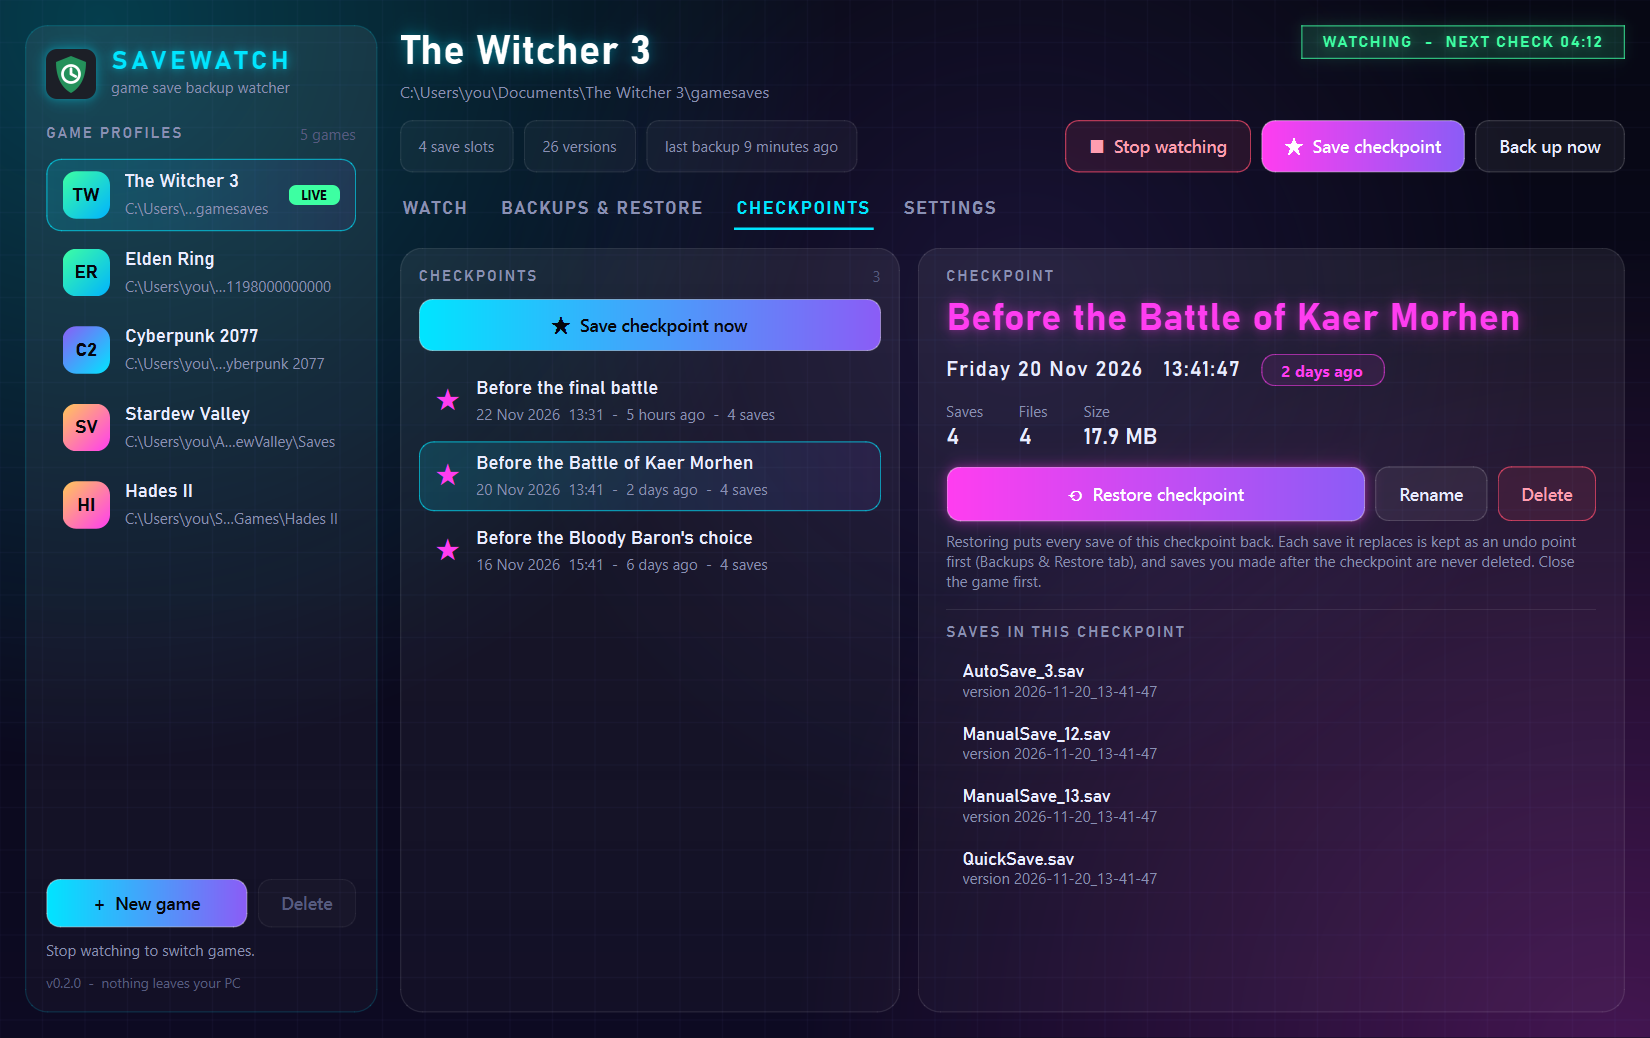 SAVEWATCH
game save backup watcher
GAME PROFILES
5 games
TW
The Witcher 3
C:\Users\...gamesaves
LIVE
ER
Elden Ring
C:\Users\you\...1198000000000
C2
Cyberpunk 2077
C:\Users\you\...yberpunk 2077
SV
Stardew Valley
C:\Users\you\A...ewValley\Saves
HI
Hades II
C:\Users\you\S...Games\Hades II
+ New game
Delete
Stop watching to switch games.
v0.2.0 - nothing leaves your PC
The Witcher 3
C:\Users\you\Documents\The Witcher 3\gamesaves
WATCHING - NEXT CHECK 04:12
4 save slots
26 versions
last backup 9 minutes ago
Stop watching
Save checkpoint
Back up now
WATCH
BACKUPS & RESTORE
CHECKPOINTS
SETTINGS
CHECKPOINTS
3
Save checkpoint now
Before the final battle
22 Nov 2026 13:31 - 5 hours ago - 4 saves
Before the Battle of Kaer Morhen
20 Nov 2026 13:41 - 2 days ago - 4 saves
Before the Bloody Baron's choice
16 Nov 2026 15:41 - 6 days ago - 4 saves
CHECKPOINT
Before the Battle of Kaer Morhen
Friday 20 Nov 2026 13:41:47
2 days ago
Saves Files Size
4 4 17.9 MB
Restore checkpoint
Rename
Delete
Restoring puts every save of this checkpoint back. Each save it replaces is kept as an undo point
first (Backups & Restore tab), and saves you made after the checkpoint are never deleted. Close
the game first.
SAVES IN THIS CHECKPOINT
AutoSave_3.sav
version 2026-11-20_13-41-47
ManualSave_12.sav
version 2026-11-20_13-41-47
ManualSave_13.sav
version 2026-11-20_13-41-47
QuickSave.sav
version 2026-11-20_13-41-47